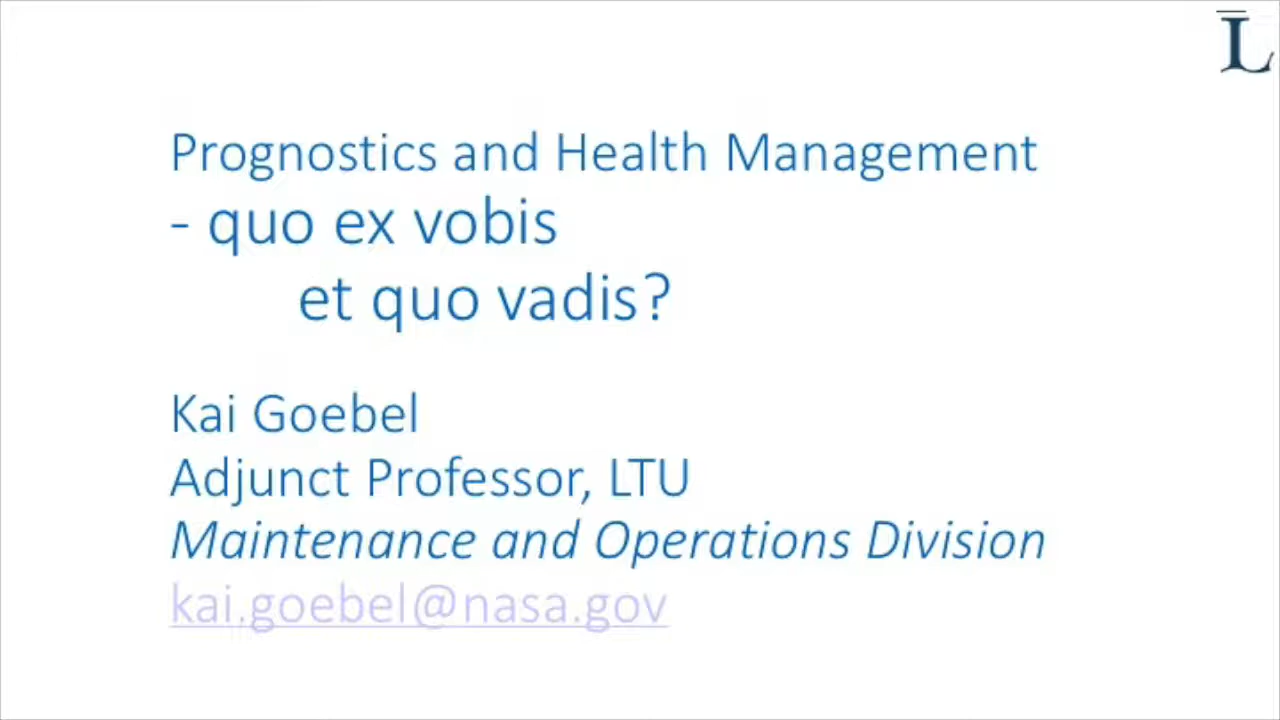 L
Prognostics and Health Management
- quo ex vobis
et quo vadis?
Kai Goebel
Adjunct Professor, LTU
Maintenance and Operations Division
kai.goebel@nasa.gov